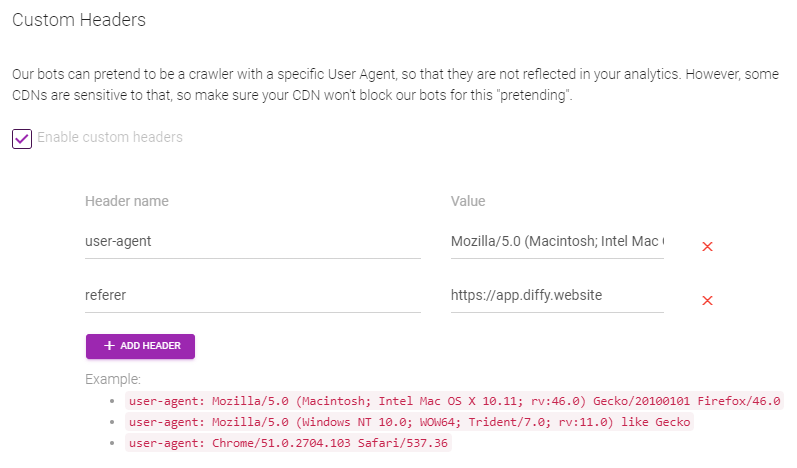 Custom Headers
Our bots can pretend to be a crawler with a specific User Agent, so that they are not reflected in your analytics. However, some
CDNs are sensitive to that, so make sure your CDN won't block our bots for this "pretending".
Enable custom headers
Header name Value
user-agent Mozilla/5.0 (Macintosh; Intel Mac
referer https://app.diffy.website
ADD HEADER
Example:
user-agent: Mozilla/5.0 (Macintosh; Intel Mac OS X 10.11; rv:46.0) Gecko/20100101 Firefox/46.0
user-agent: Mozilla/5.0 (Windows NT 10.0; WOW64; Trident/7.0; rv:11.0) like Gecko
user-agent: Chrome/51.0.2704.103 Safari/537.36